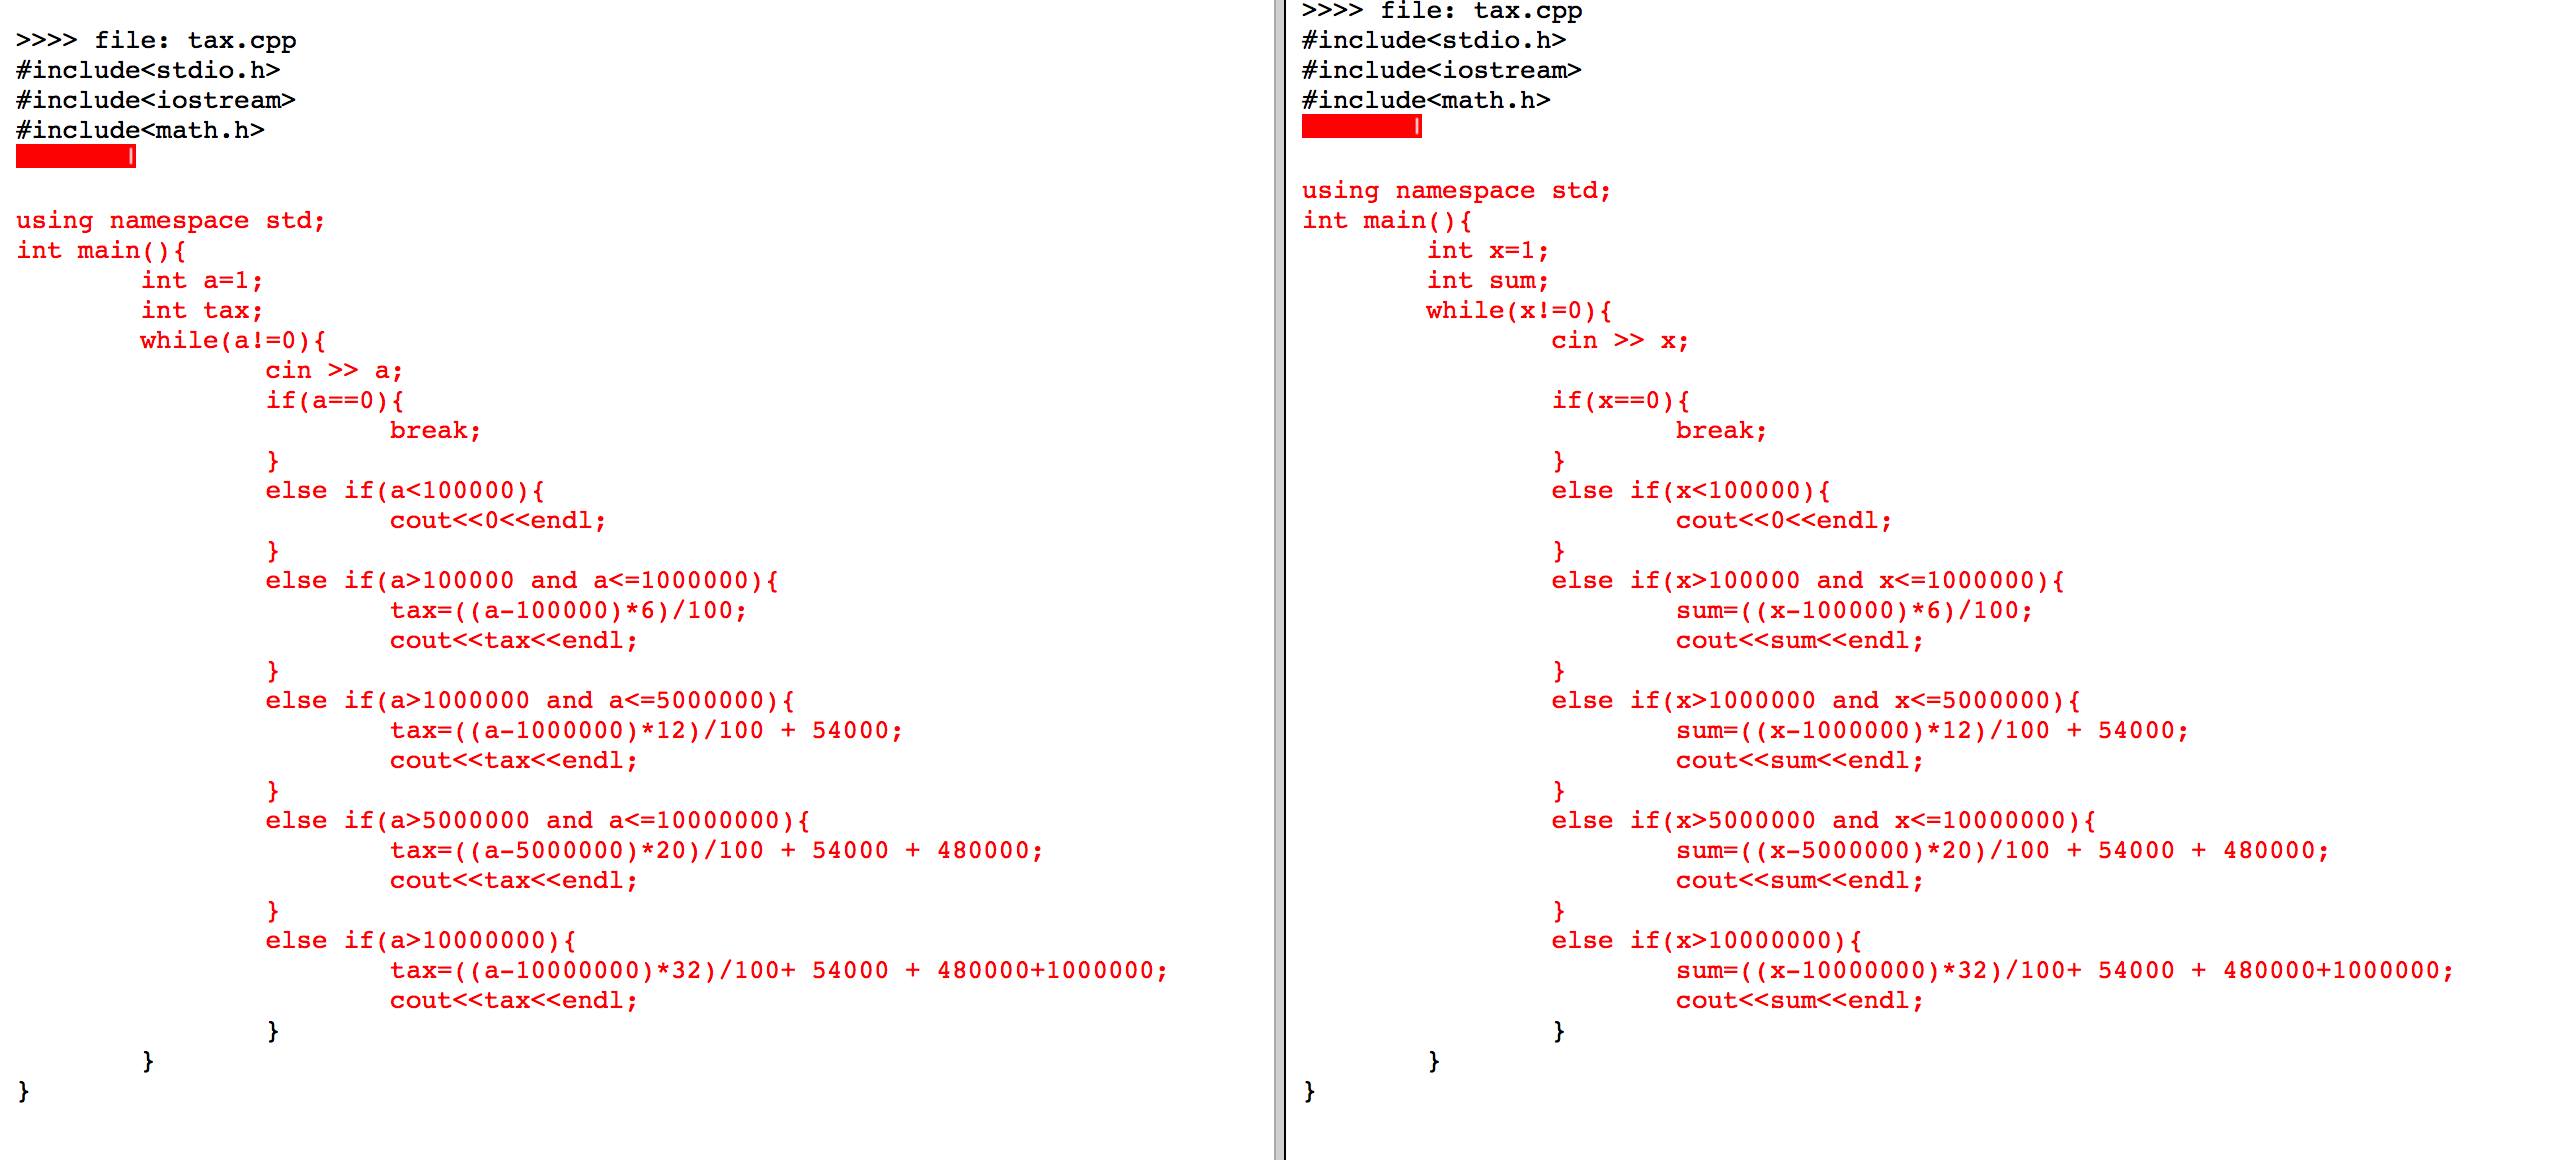 >>>> file: tax.cpp
#include<stdio.h>
#include<iostream>
#include<math.h>
using namespace std;
int main(){
int a=1;
int tax;
while(a!=0){
cin >> a;
if(a==0){
break;
}
else if(a<100000){
cout<<0<<endl;
}
else if(a>100000 and a<=1000000){
tax=((a-100000)*6)/100;
cout<<tax<<endl;
}
else if(a>1000000 and a<=5000000){
tax=((a-1000000)*12)/100 + 54000;
cout<<tax<<endl;
}
else if(a>5000000 and a<=10000000){
tax=((a-5000000)*20)/100 + 54000 + 480000;
cout<<tax<<endl;
}
else if(a>10000000){
tax=((a-10000000)*32)/100+ 54000 + 480000+1000000;
cout<<tax<<endl;
}
}
}
>>>> file: tax.cpp
#include<stdio.h>
#include<iostream>
#include<math.h>
using namespace std;
int main(){
int x=1;
int sum;
while(x!=0){
cin >> x;
if(x==0){
break;
}
else if(x<100000){
cout<<0<<endl;
}
else if(x>100000 and x<=1000000){
sum=((x-100000)*6)/100;
cout<<sum<<endl;
}
else if(x>1000000 and x<=5000000){
sum=((x-1000000)*12)/100 + 54000;
cout<<sum<<endl;
}
else if(x>5000000 and x<=10000000){
sum=((x-5000000)*20)/100 + 54000 + 480000;
cout<<sum<<endl;
}
else if(x>10000000){
sum=((x-10000000)*32)/100+ 54000 + 480000+1000000;
cout<<sum<<endl;
}
}
}